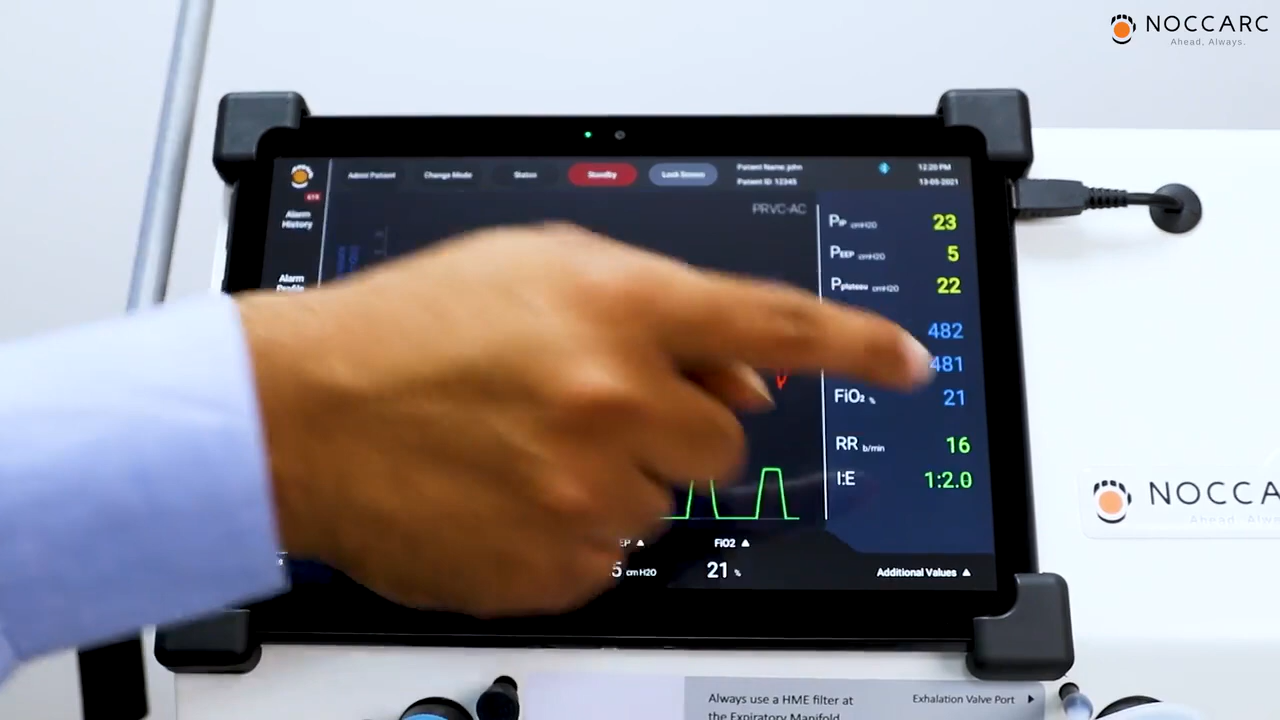 NOCCARC
Ahead, Always.
Admit Patient
Change Mode
Status
Standby
Lock Screen
Patient Name: john
Patient ID: 12345
12:20 PM
13-05-2021
Alarm
History
PRVC-AC
PIP cmH2O 23
PEEP cmH2O 5
Pplateau cmH2O 22
Alarm
Profile
482
481
FiO2 % 21
RR b/min 16
I:E 1:2.0
FiO2 ▲
5 cmH2O
21 %
Additional Values ▲
NOCCA
Always use a HME filter at
the Expiratory Manifold
Exhalation Valve Port ▶